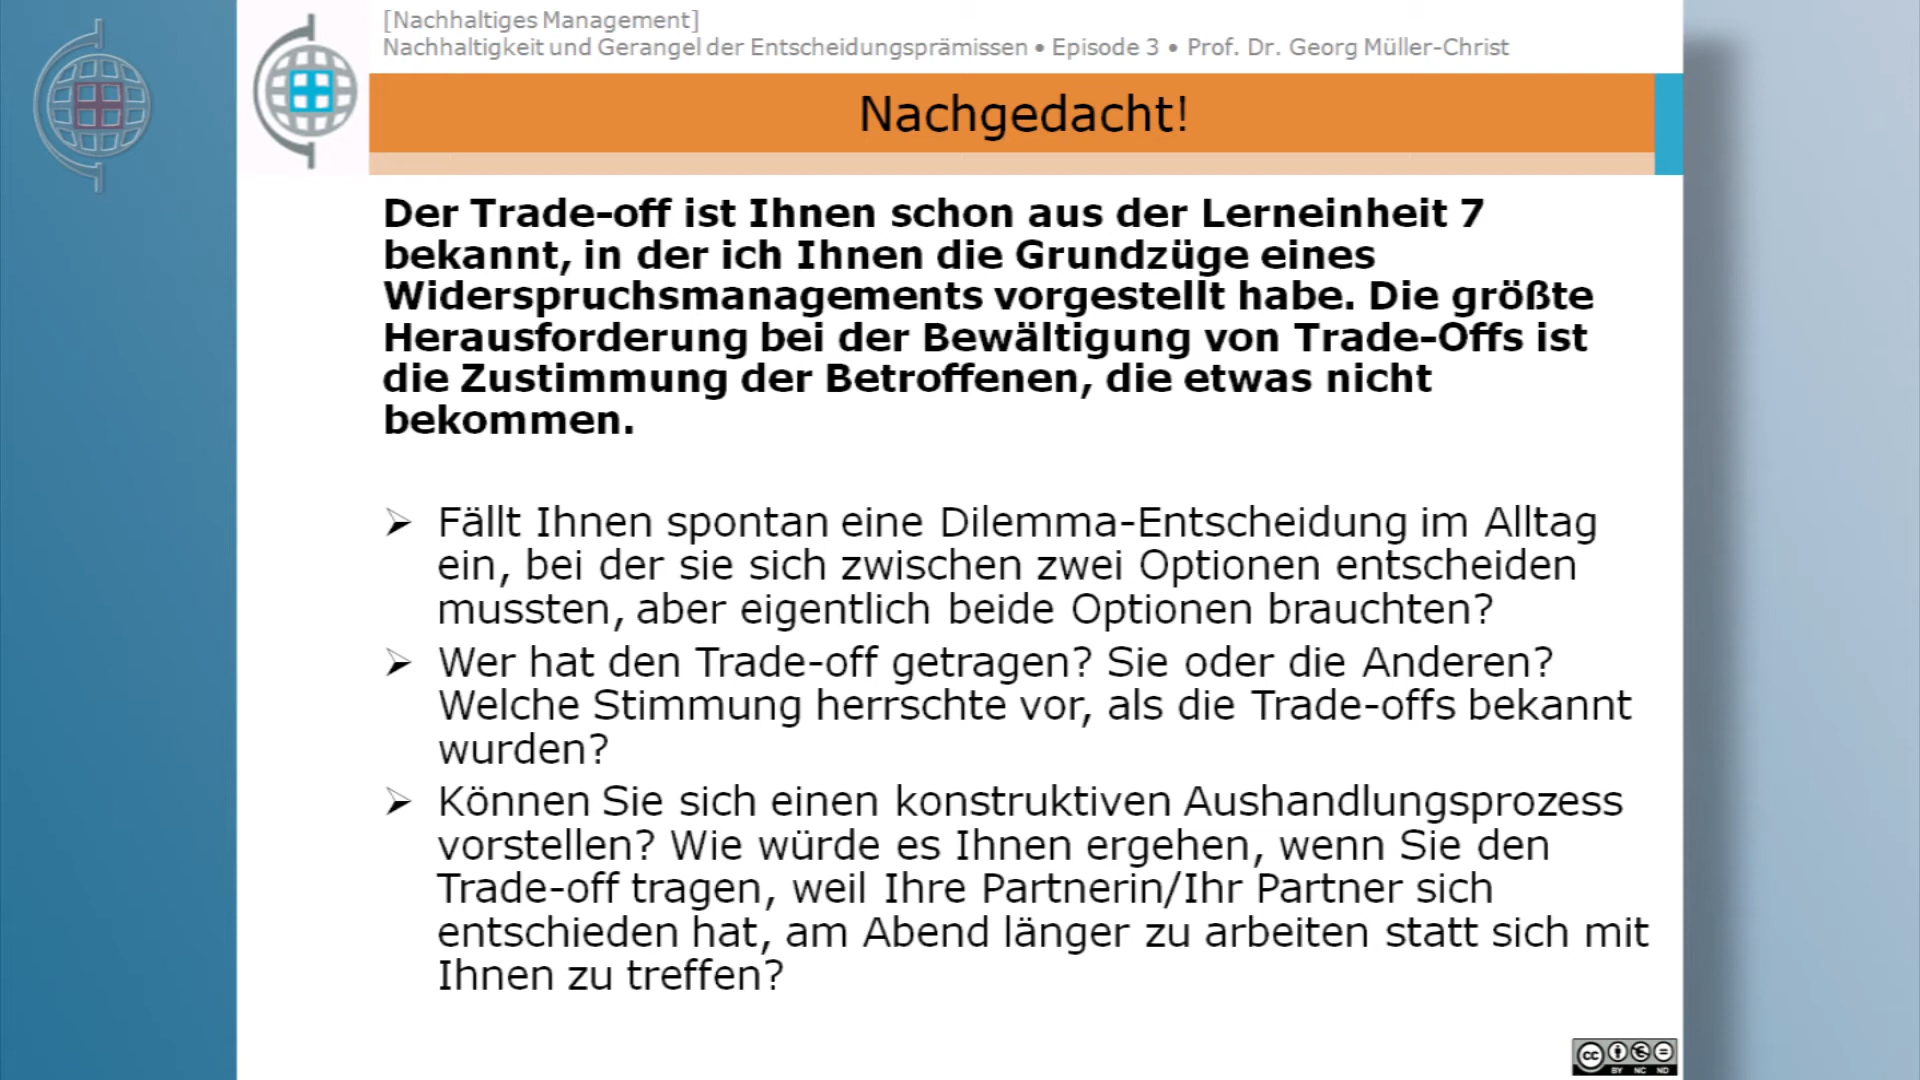 [Nachhaltiges Management]
Nachhaltigkeit und Gerangel der Entscheidungsprämissen • Episode 3 • Prof. Dr. Georg Müller-Christ
Nachgedacht!
Der Trade-off ist Ihnen schon aus der Lerneinheit 7
bekannt, in der ich Ihnen die Grundzüge eines
Widerspruchsmanagements vorgestellt habe. Die größte
Herausforderung bei der Bewältigung von Trade-Offs ist
die Zustimmung der Betroffenen, die etwas nicht
bekommen.
➢ Fällt Ihnen spontan eine Dilemma-Entscheidung im Alltag
ein, bei der sie sich zwischen zwei Optionen entscheiden
mussten, aber eigentlich beide Optionen brauchten?
➢ Wer hat den Trade-off getragen? Sie oder die Anderen?
Welche Stimmung herrschte vor, als die Trade-offs bekannt
wurden?
➢ Können Sie sich einen konstruktiven Aushandlungsprozess
vorstellen? Wie würde es Ihnen ergehen, wenn Sie den
Trade-off tragen, weil Ihre Partnerin/Ihr Partner sich
entschieden hat, am Abend länger zu arbeiten statt sich mit
Ihnen zu treffen?
cc
BY NC ND